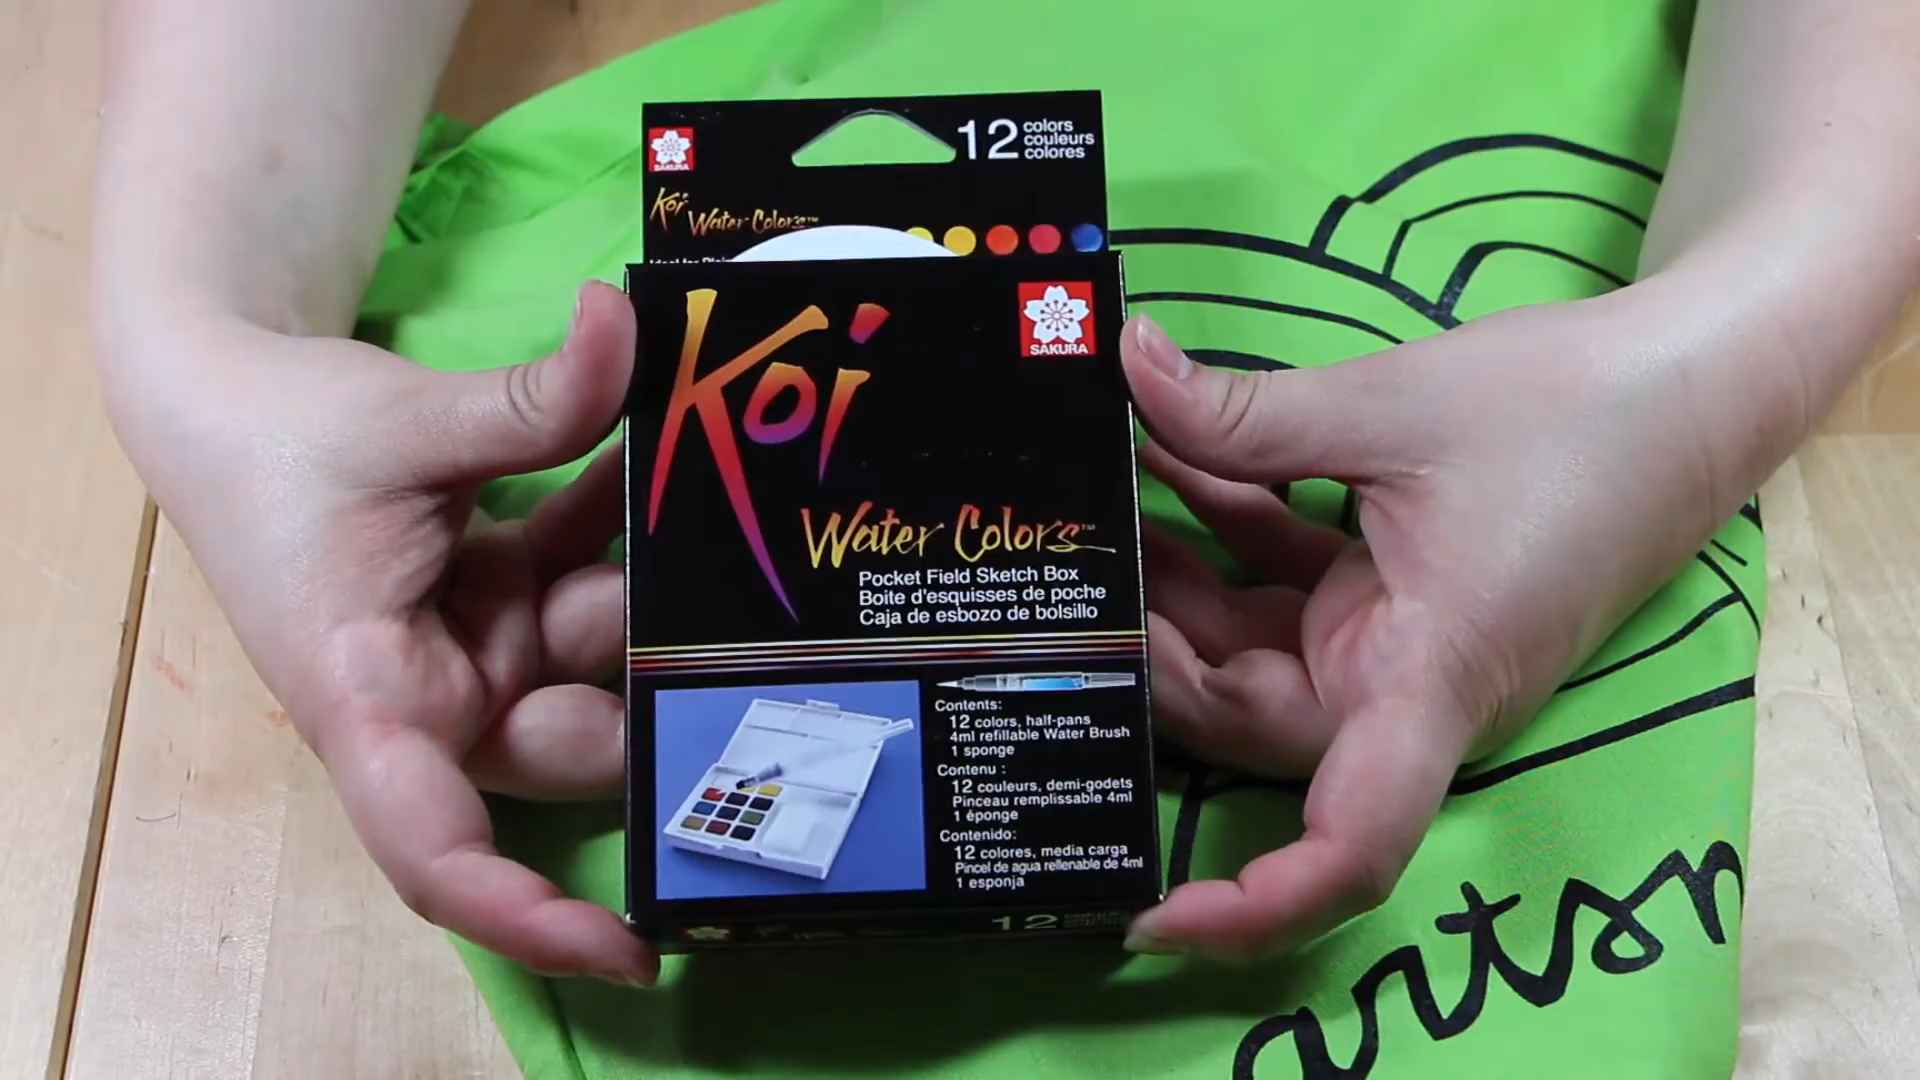 12 colors
couleurs
colores
SAKURA
Koi Water Colors™
Koi
SAKURA
Water Colors™
Pocket Field Sketch Box
Boite d'esquisses de poche
Caja de esbozo de bolsillo
Contents:
12 colors, half-pans
4ml refillable Water Brush
1 sponge
Contenu :
12 couleurs, demi-godets
Pinceau remplissable 4ml
1 éponge
Contenido:
12 colores, media carga
Pincel de agua rellenable de 4ml
1 esponja
12